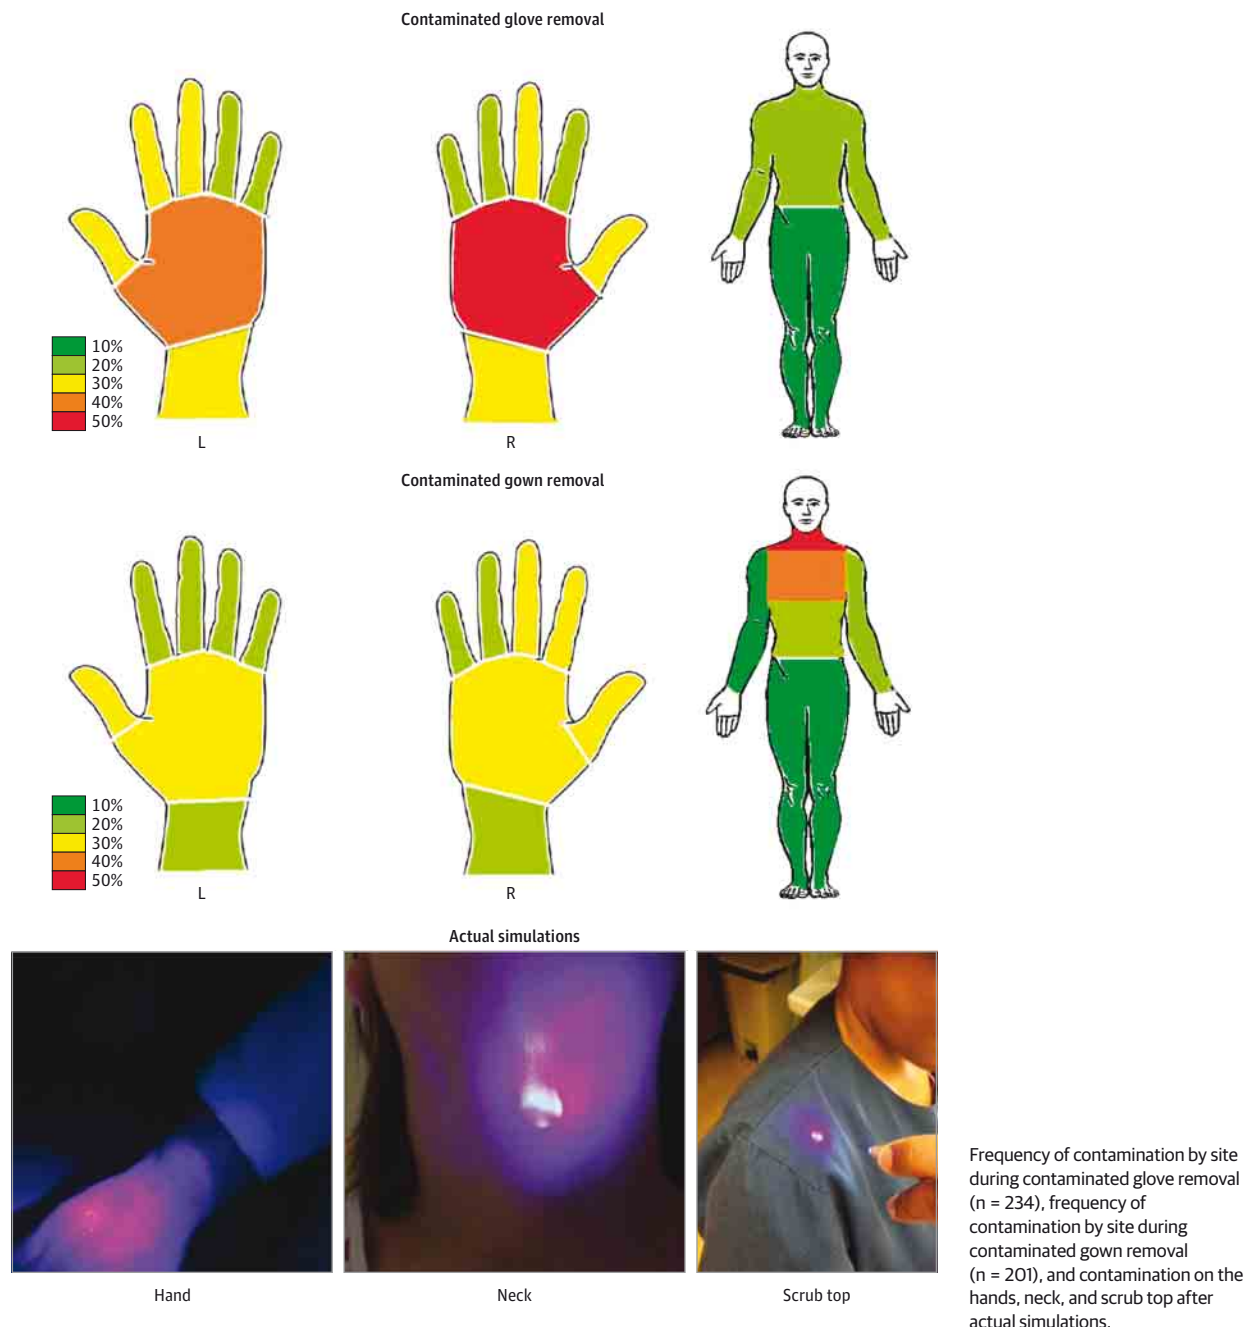 Contaminated glove removal
10%
20%
30%
40%
50%
L
R
Contaminated gown removal
10%
20%
30%
40%
50%
L
R
Actual simulations
Hand
Neck
Scrub top
Frequency of contamination by site
during contaminated glove removal
(n = 234), frequency of
contamination by site during
contaminated gown removal
(n = 201), and contamination on the
hands, neck, and scrub top after
actual simulations.